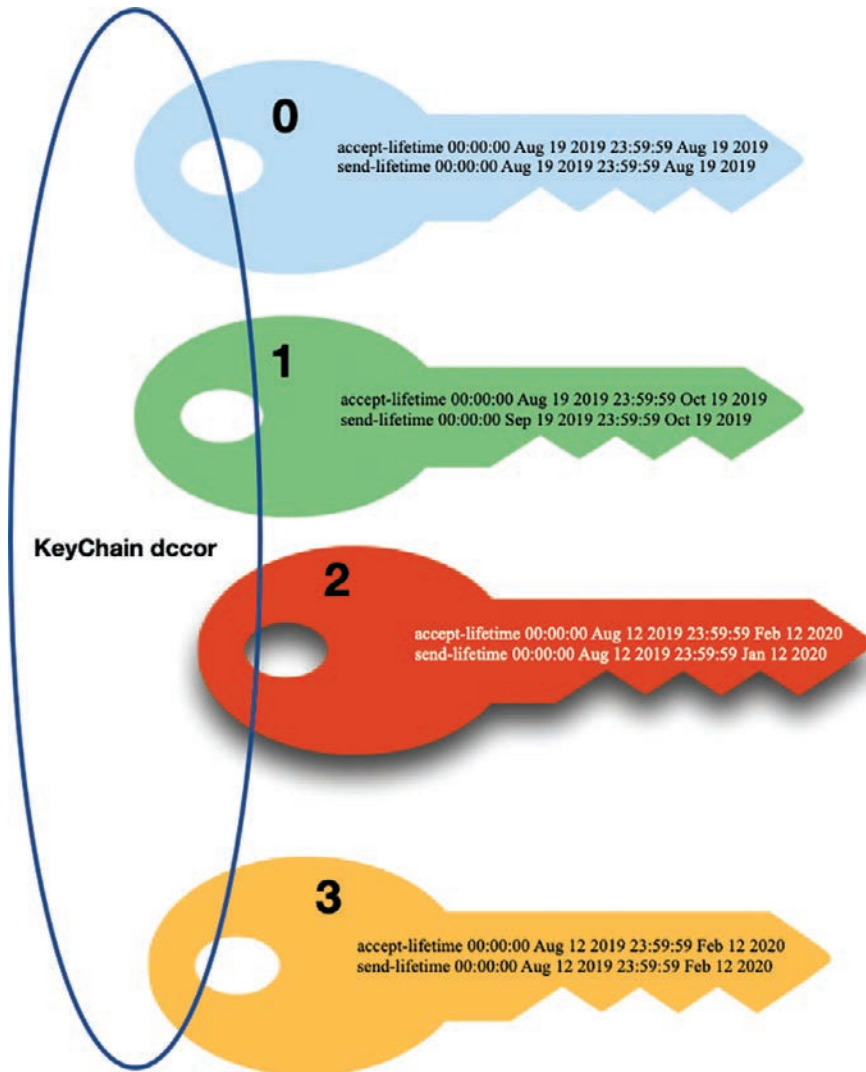 0
accept-lifetime 00:00:00 Aug 19 2019 23:59:59 Aug 19 2019
send-lifetime 00:00:00 Aug 19 2019 23:59:59 Aug 19 2019
1
accept-lifetime 00:00:00 Aug 19 2019 23:59:59 Oct 19 2019
send-lifetime 00:00:00 Sep 19 2019 23:59:59 Oct 19 2019
KeyChain dccor
2
accept-lifetime 00:00:00 Aug 12 2019 23:59:59 Feb 12 2020
send-lifetime 00:00:00 Aug 12 2019 23:59:59 Jan 12 2020
3
accept-lifetime 00:00:00 Aug 12 2019 23:59:59 Feb 12 2020
send-lifetime 00:00:00 Aug 12 2019 23:59:59 Feb 12 2020